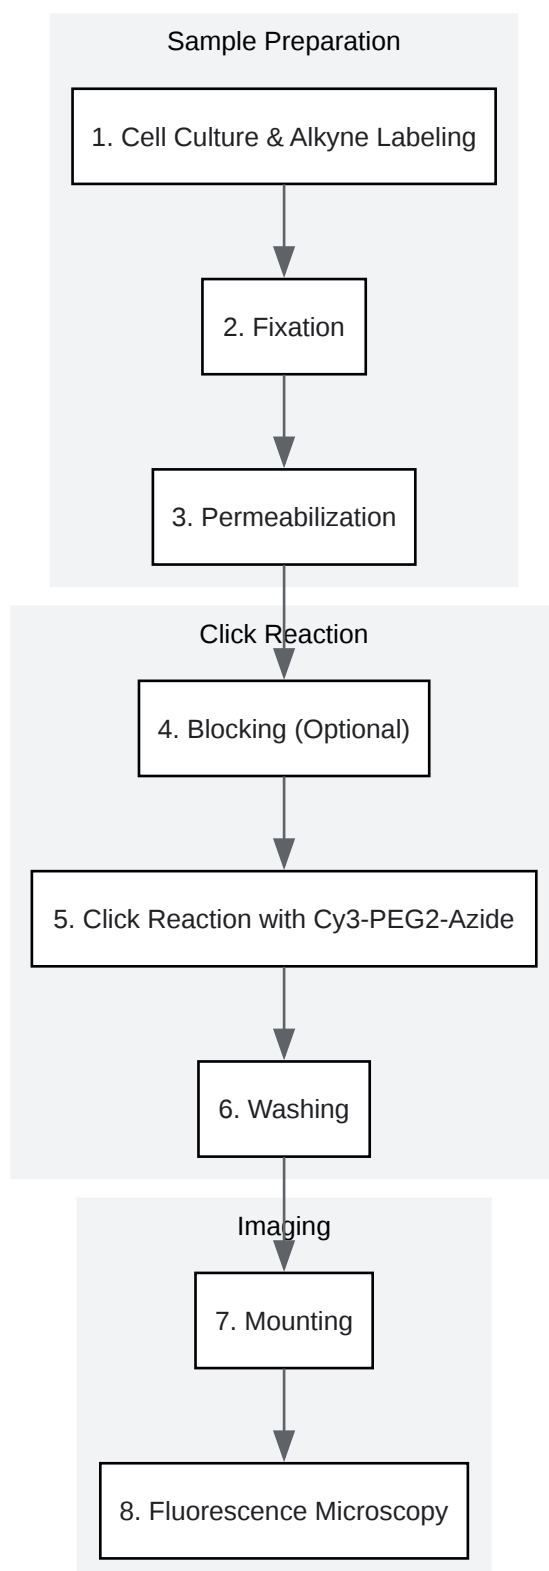 Sample Preparation
1. Cell Culture & Alkyne Labeling
2. Fixation
3. Permeabilization
Click Reaction
4. Blocking (Optional)
5. Click Reaction with Cy3-PEG2-Azide
6. Washing
Imaging
7. Mounting
8. Fluorescence Microscopy